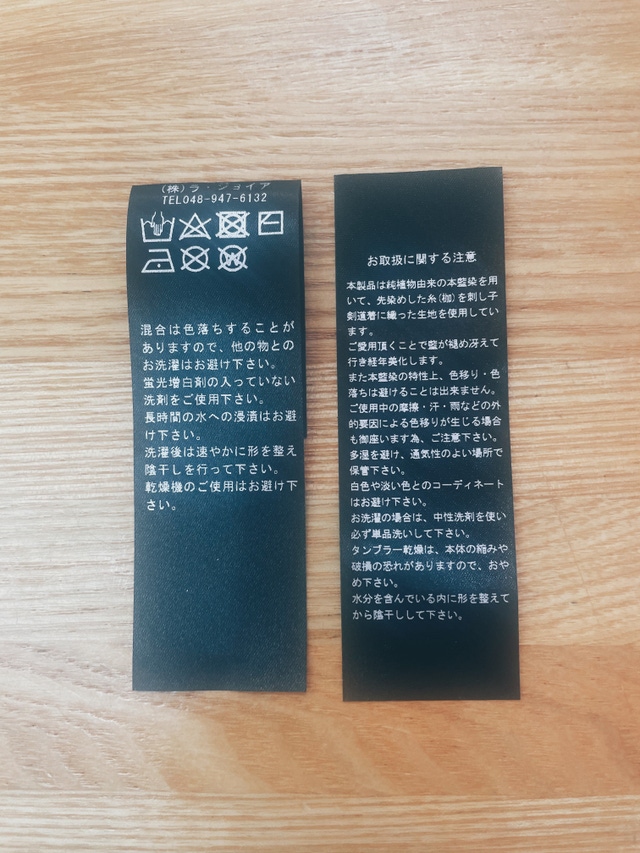 (株)ラ・ジョイア
TEL048-947-6132
混合は色落ちすることが
ありますので、他の物との
お洗濯はお避け下さい。
蛍光増白剤の入っていない
洗剤をご使用下さい。
長時間の水への浸漬はお避
け下さい。
洗濯後は速やかに形を整え
陰干しを行って下さい。
乾燥機のご使用はお避け下
さい。
お取扱に関する注意
本製品は純植物由来の本藍染を用
いて、先染めした糸(枷)を刺し子
剣道着に織った生地を使用してい
ます。
ご愛用頂くことで藍が褪め冴えて
行き経年美化します。
また本藍染の特性上、色移り・色
落ちは避けることは出来ません。
ご使用中の摩擦・汗・雨などの外
的要因による色移りが生じる場合
も御座います為、ご注意下さい。
多湿を避け、通気性のよい場所で
保管下さい。
白色や淡い色とのコーディネート
はお避け下さい。
お洗濯の場合は、中性洗剤を使い
必ず単品洗いして下さい。
タンブラー乾燥は、本体の縮みや
破損の恐れがありますので、おや
め下さい。
水分を含んでいる内に形を整えて
から陰干しして下さい。